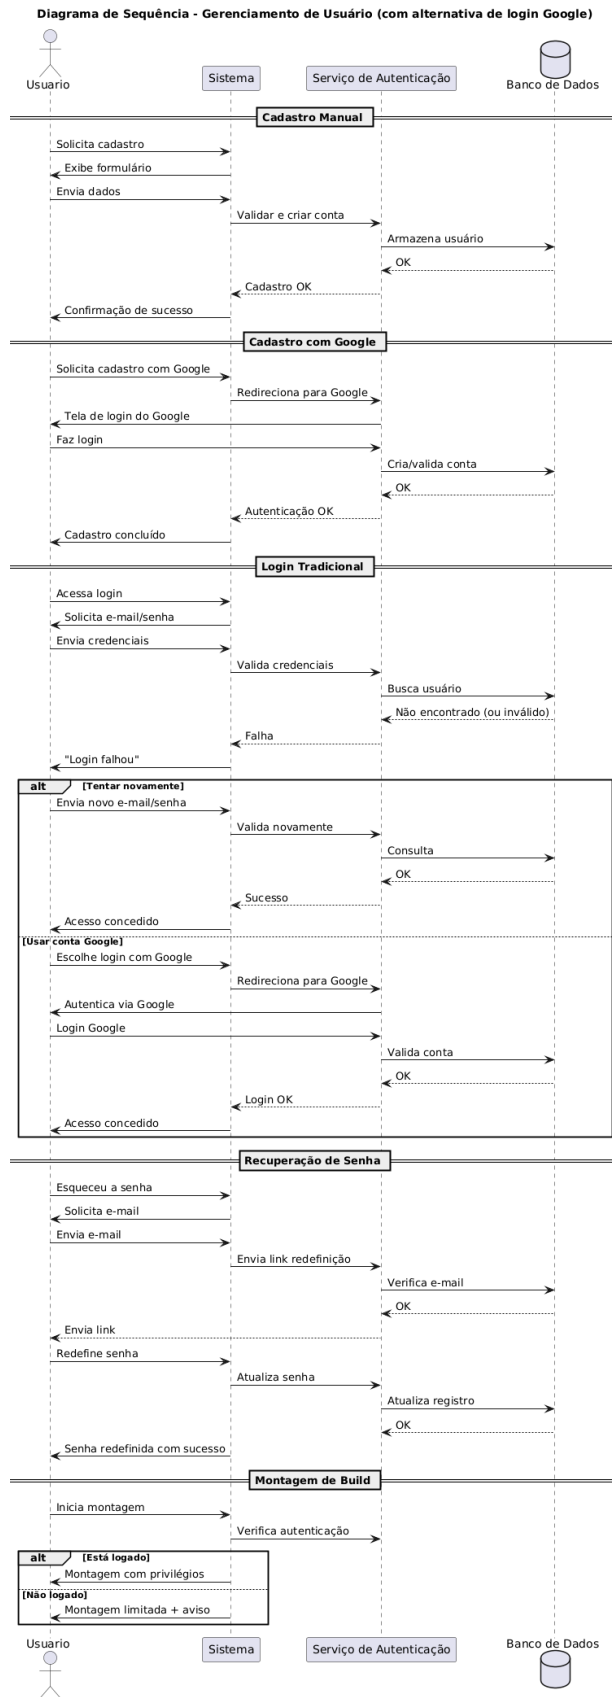 Diagrama de Sequência - Gerenciamento de Usuário (com alternativa de login Google)
Usuario
Sistema
Serviço de Autenticação
Banco de Dados
Cadastro Manual
Solicita cadastro
Exibe formulário
Envia dados
Validar e criar conta
Armazena usuário
OK
Cadastro OK
Confirmação de sucesso
Cadastro com Google
Solicita cadastro com Google
Redireciona para Google
Tela de login do Google
Faz login
Cria/valida conta
OK
Autenticação OK
Cadastro concluído
Login Tradicional
Acessa login
Solicita e-mail/senha
Envia credenciais
Valida credenciais
Busca usuário
Não encontrado (ou inválido)
Falha
"Login falhou"
alt [Tentar novamente]
Envia novo e-mail/senha
Valida novamente
Consulta
OK
Sucesso
Acesso concedido
[Usar conta Google]
Escolhe login com Google
Redireciona para Google
Autentica via Google
Login Google
Valida conta
OK
Login OK
Acesso concedido
Recuperação de Senha
Esqueceu a senha
Solicita e-mail
Envia e-mail
Envia link redefinição
Verifica e-mail
OK
Envia link
Redefine senha
Atualiza senha
Atualiza registro
OK
Senha redefinida com sucesso
Montagem de Build
Inicia montagem
Verifica autenticação
alt [Está logado]
Montagem com privilégios
[Não logado]
Montagem limitada + aviso
Usuario
Sistema
Serviço de Autenticação
Banco de Dados